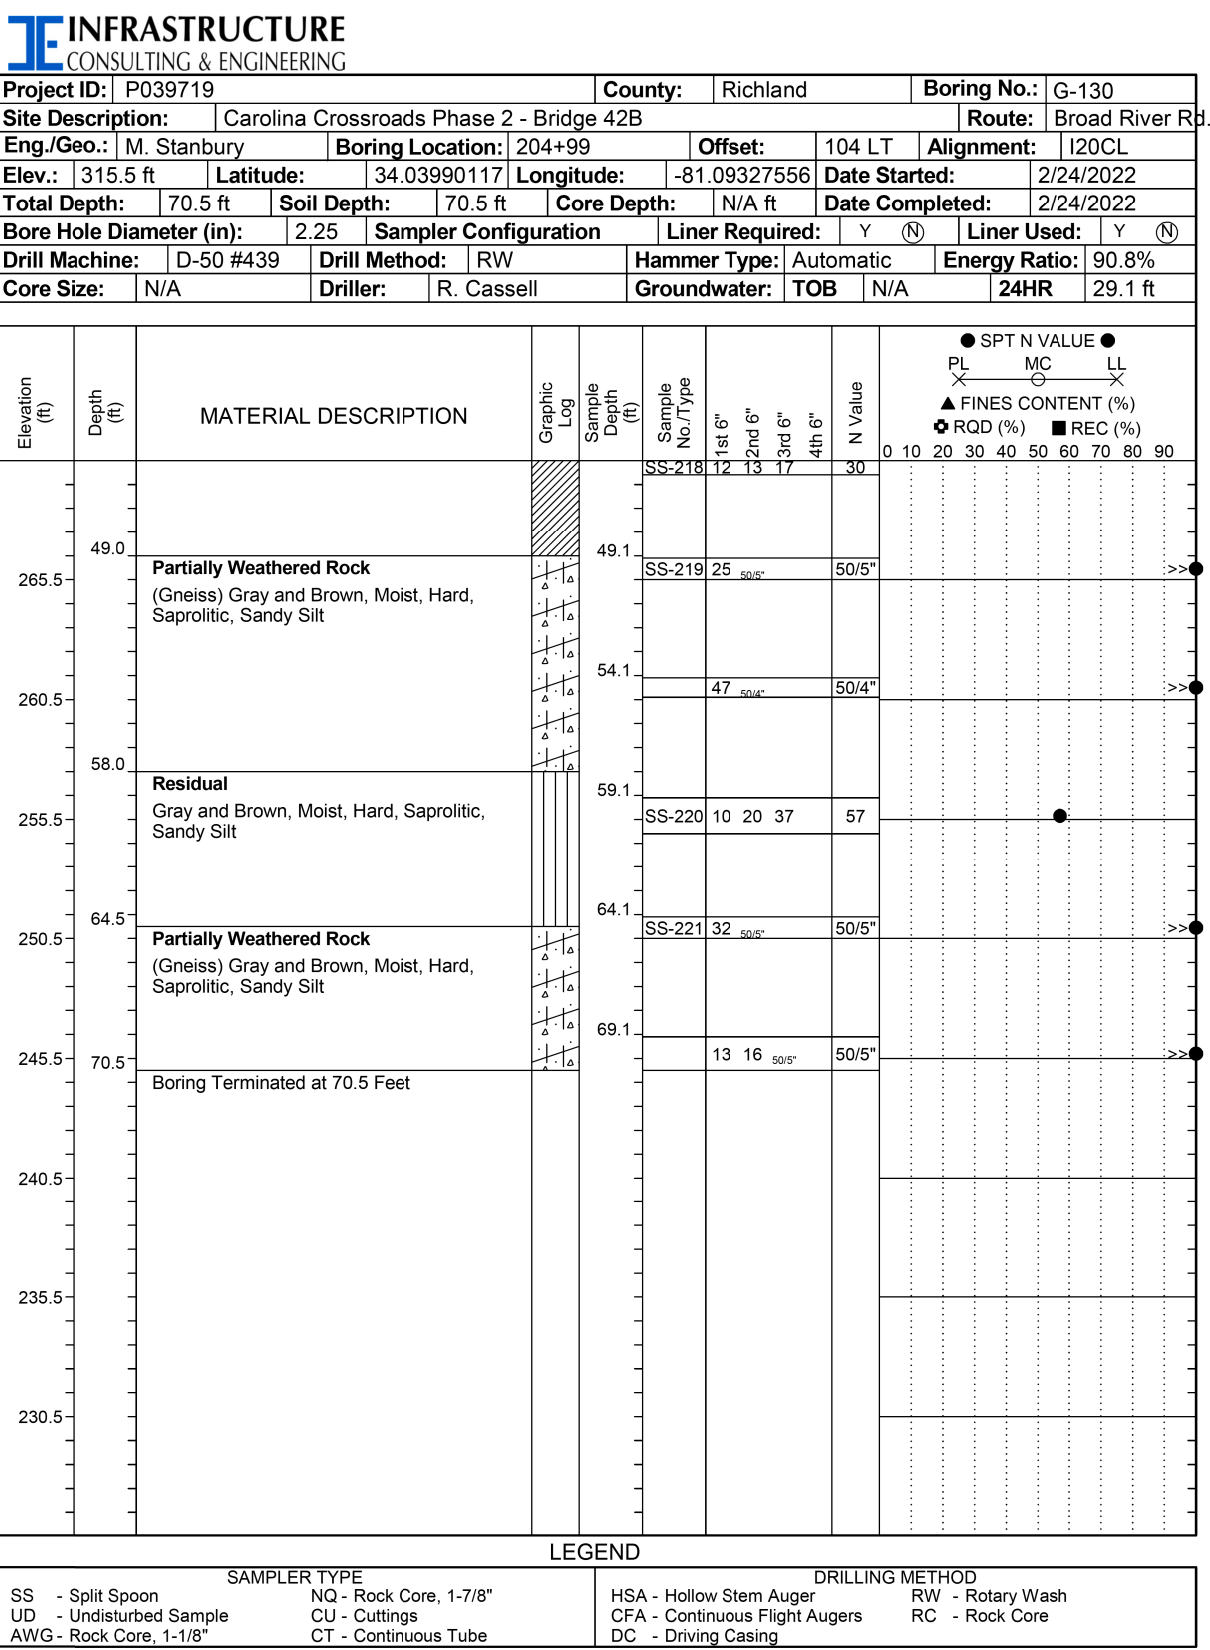 INFRASTRUCTURE
CONSULTING & ENGINEERING
Project ID: P039719 County: Richland Boring No.: G-130
Site Description: Carolina Crossroads Phase 2 - Bridge 42B Route: Broad River Rd.
Eng./Geo.: M. Stanbury Boring Location: 204+99 Offset: 104 LT Alignment: I20CL
Elev.: 315.5 ft Latitude: 34.03990117 Longitude: -81.09327556 Date Started: 2/24/2022
Total Depth: 70.5 ft Soil Depth: 70.5 ft Core Depth: N/A ft Date Completed: 2/24/2022
Bore Hole Diameter (in): 2.25 Sampler Configuration Liner Required: Y N Liner Used: Y N
Drill Machine: D-50 #439 Drill Method: RW Hammer Type: Automatic Energy Ratio: 90.8%
Core Size: N/A Driller: R. Cassell Groundwater: TOB N/A 24HR 29.1 ft
Elevation (ft) Depth (ft) MATERIAL DESCRIPTION Graphic Log Sample Depth (ft) Sample No./Type 1st 6" 2nd 6" 3rd 6" 4th 6" N Value
● SPT N VALUE ●
PL MC LL
▲ FINES CONTENT (%)
RQD (%) ■ REC (%)
0 10 20 30 40 50 60 70 80 90
SS-218 12 13 17 30
49.0 49.1
Partially Weathered Rock
265.5 SS-219 25 50/5" 50/5" >>
(Gneiss) Gray and Brown, Moist, Hard,
Saprolitic, Sandy Silt
54.1
47 50/4" 50/4" >>
260.5
58.0
Residual
59.1
Gray and Brown, Moist, Hard, Saprolitic,
255.5 SS-220 10 20 37 57
Sandy Silt
64.1
64.5
SS-221 32 50/5" 50/5" >>
250.5 Partially Weathered Rock
(Gneiss) Gray and Brown, Moist, Hard,
Saprolitic, Sandy Silt
69.1
245.5 70.5 13 16 50/5" 50/5" >>
Boring Terminated at 70.5 Feet
240.5
235.5
230.5
LEGEND
SAMPLER TYPE DRILLING METHOD
SS - Split Spoon NQ - Rock Core, 1-7/8" HSA - Hollow Stem Auger RW - Rotary Wash
UD - Undisturbed Sample CU - Cuttings CFA - Continuous Flight Augers RC - Rock Core
AWG - Rock Core, 1-1/8" CT - Continuous Tube DC - Driving Casing